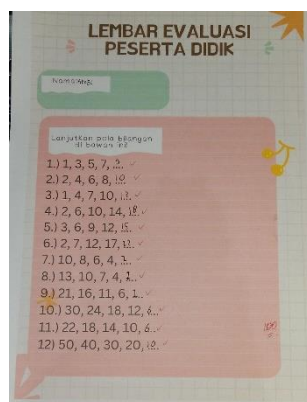 LEMBAR EVALUASI
PESERTA DIDIK
Lanjutkan pola bilangan
di bawah ini
1.) 1, 3, 5, 7, 9.
2.) 2, 4, 6, 8, 10
3.) 1, 4, 7, 10, 13.
4.) 2, 6, 10, 14, 18.
5.) 3, 6, 9, 12, 15.
6.) 2, 7, 12, 17,
7.) 10, 8, 6, 4, 2..
8.) 13, 10, 7, 4, 1..
9.) 21, 16, 11, 6, 1..
10.) 30, 24, 18, 12, 6..
11.) 22, 18, 14, 10, 6..
12) 50, 40, 30, 20, 10.
100